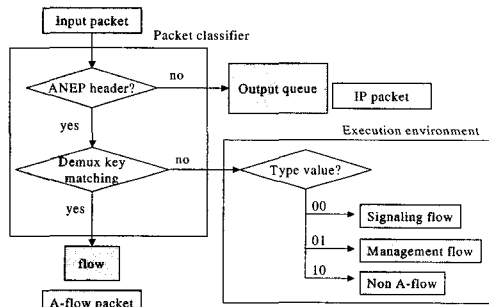 Input packet
Packet classifier
ANEP header?
no
Output queue
IP packet
yes
Execution environment
Demux key
matching
no
Type value?
yes
00
Signaling flow
01
Management flow
flow
10
Non A-flow
A-flow packet